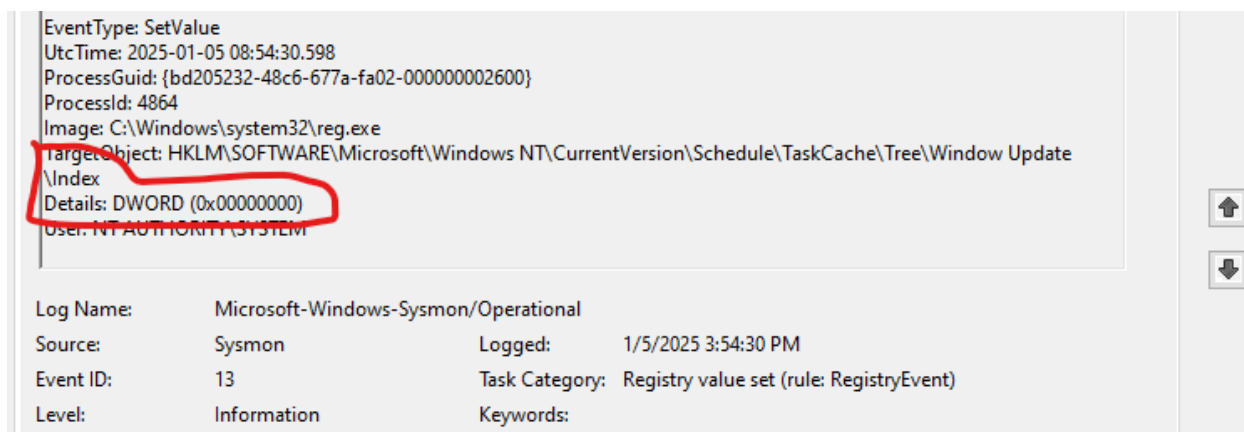 EventType: SetValue
UtcTime: 2025-01-05 08:54:30.598
ProcessGuid: {bd205232-48c6-677a-fa02-000000002600}
ProcessId: 4864
Image: C:\Windows\system32\reg.exe
TargetObject: HKLM\SOFTWARE\Microsoft\Windows NT\CurrentVersion\Schedule\TaskCache\Tree\Window Update
\Index
Details: DWORD (0x00000000)
User: NT AUTHORITY\SYSTEM
Log Name: Microsoft-Windows-Sysmon/Operational
Source: Sysmon Logged: 1/5/2025 3:54:30 PM
Event ID: 13 Task Category: Registry value set (rule: RegistryEvent)
Level: Information Keywords: